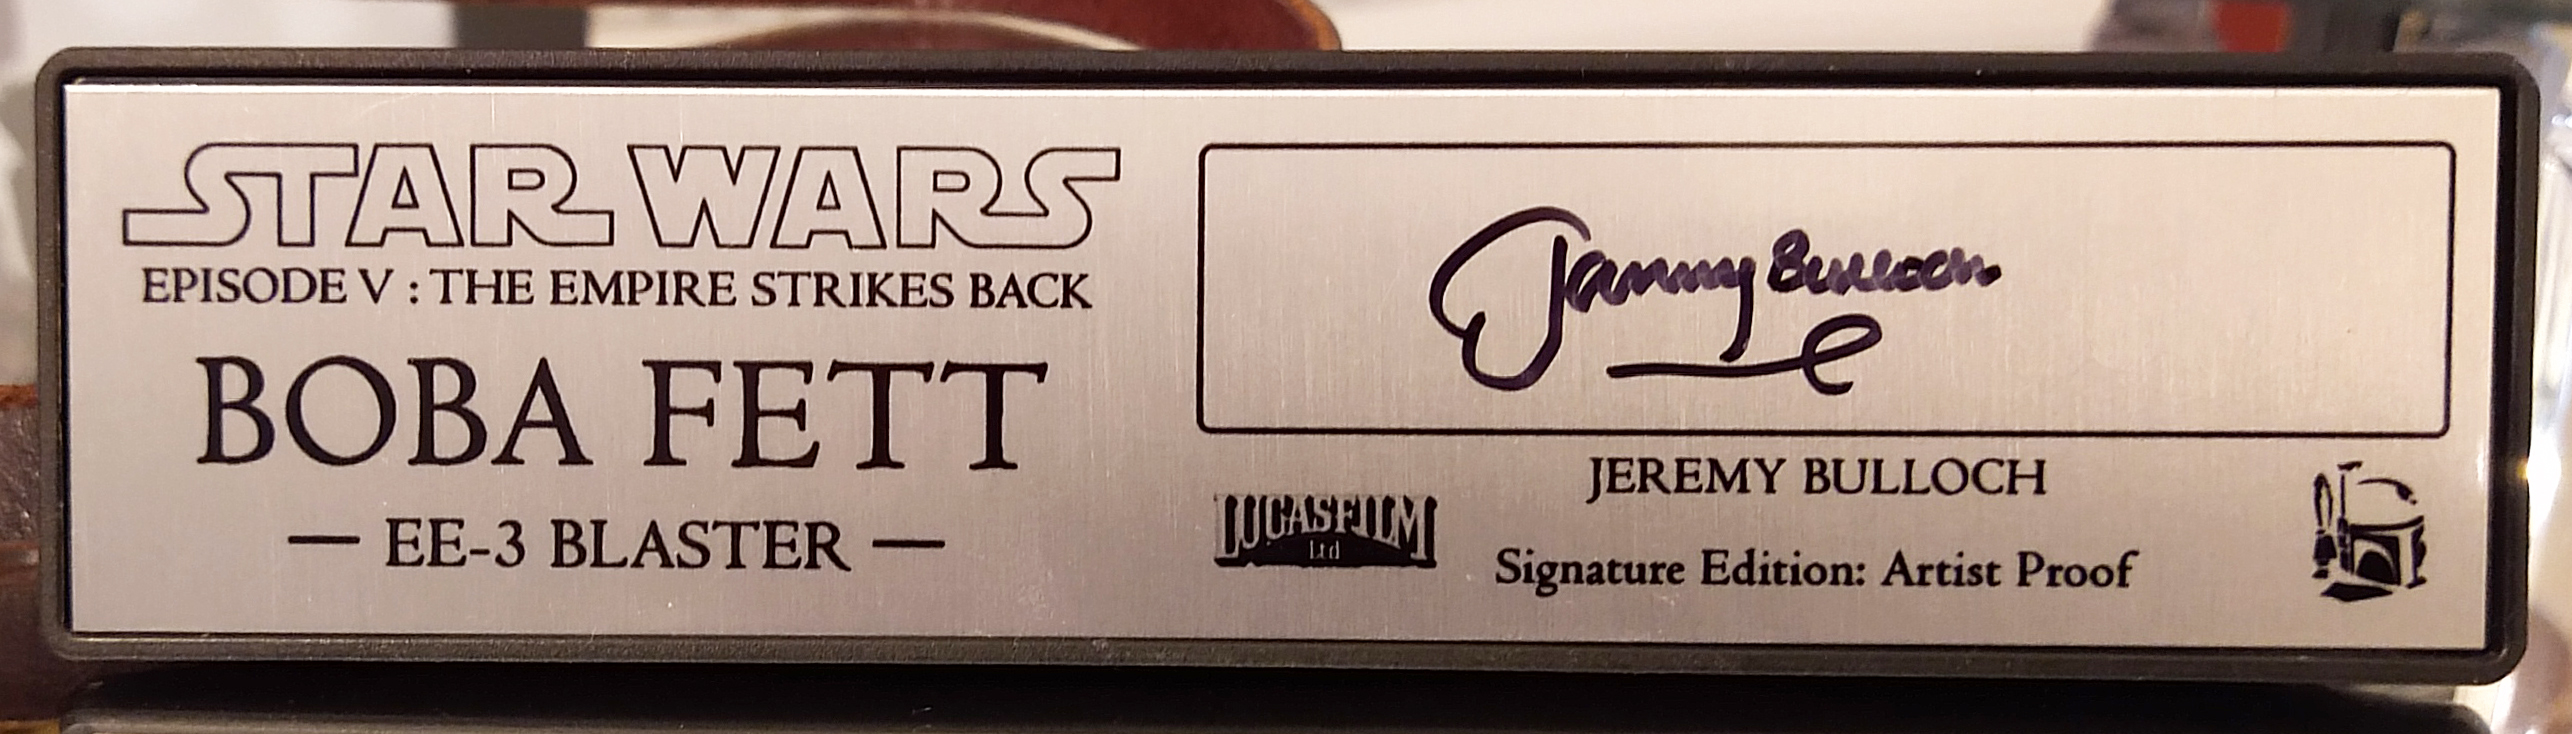 STAR WARS
EPISODE V : THE EMPIRE STRIKES BACK
BOBA FETT
— EE-3 BLASTER —
Jeremy Bulloch
JEREMY BULLOCH
LUCASFILM
Ltd
Signature Edition: Artist Proof